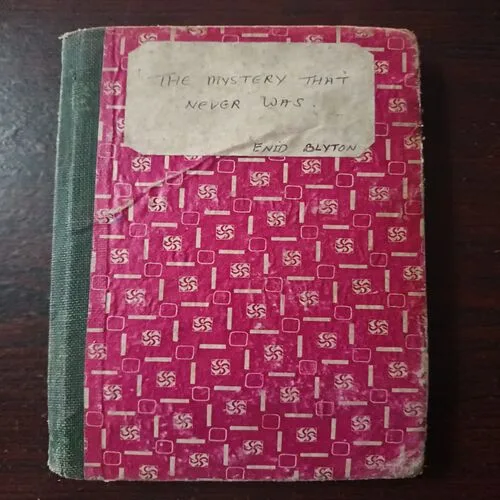 THE MYSTERY THAT
NEVER WAS.
ENID BLYTON